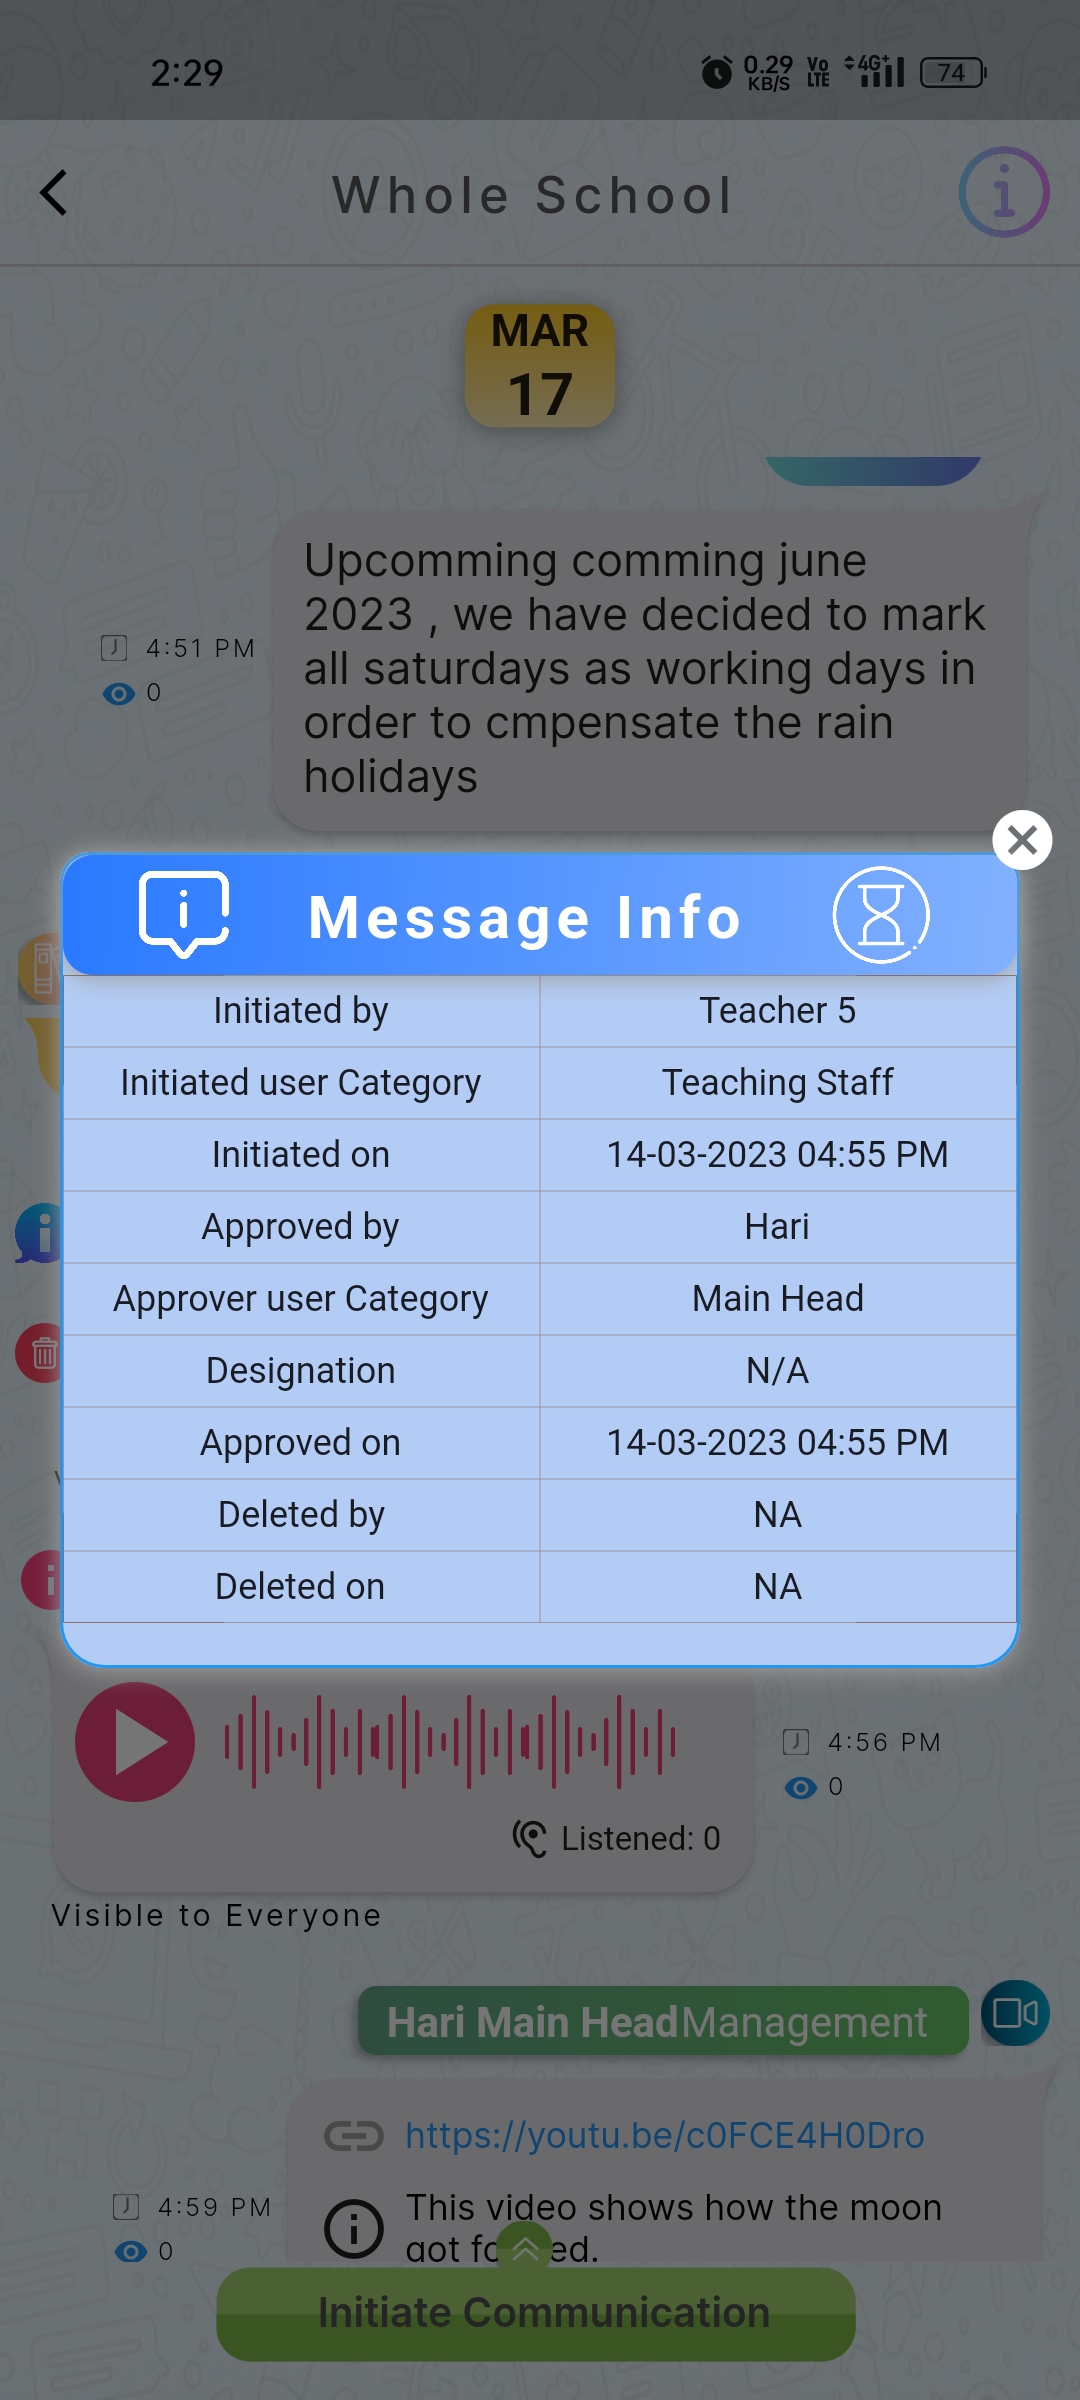 2:29
0.29 KB/S
Vo LTE
4G+
74
Whole School
MAR
17
Upcomming comming june
2023 , we have decided to mark
all saturdays as working days in
order to cmpensate the rain
holidays
4:51 PM
0
Message Info
Initiated by Teacher 5
Initiated user Category Teaching Staff
Initiated on 14-03-2023 04:55 PM
Approved by Hari
Approver user Category Main Head
Designation N/A
Approved on 14-03-2023 04:55 PM
Deleted by NA
Deleted on NA
4:56 PM
0
Listened: 0
Visible to Everyone
Hari Main HeadManagement
https://youtu.be/c0FCE4H0Dro
4:59 PM
0
This video shows how the moon
got
Initiate Communication